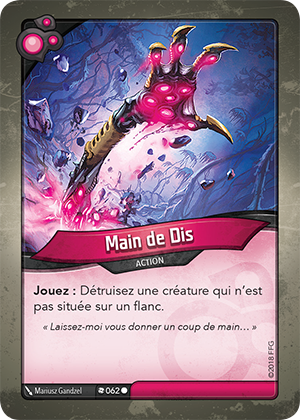 Main de Dis
ACTION
Jouez : Détruisez une créature qui n'est
pas située sur un flanc.
« Laissez-moi vous donner un coup de main… »
©2018 FFG
Mariusz Gandzel
062